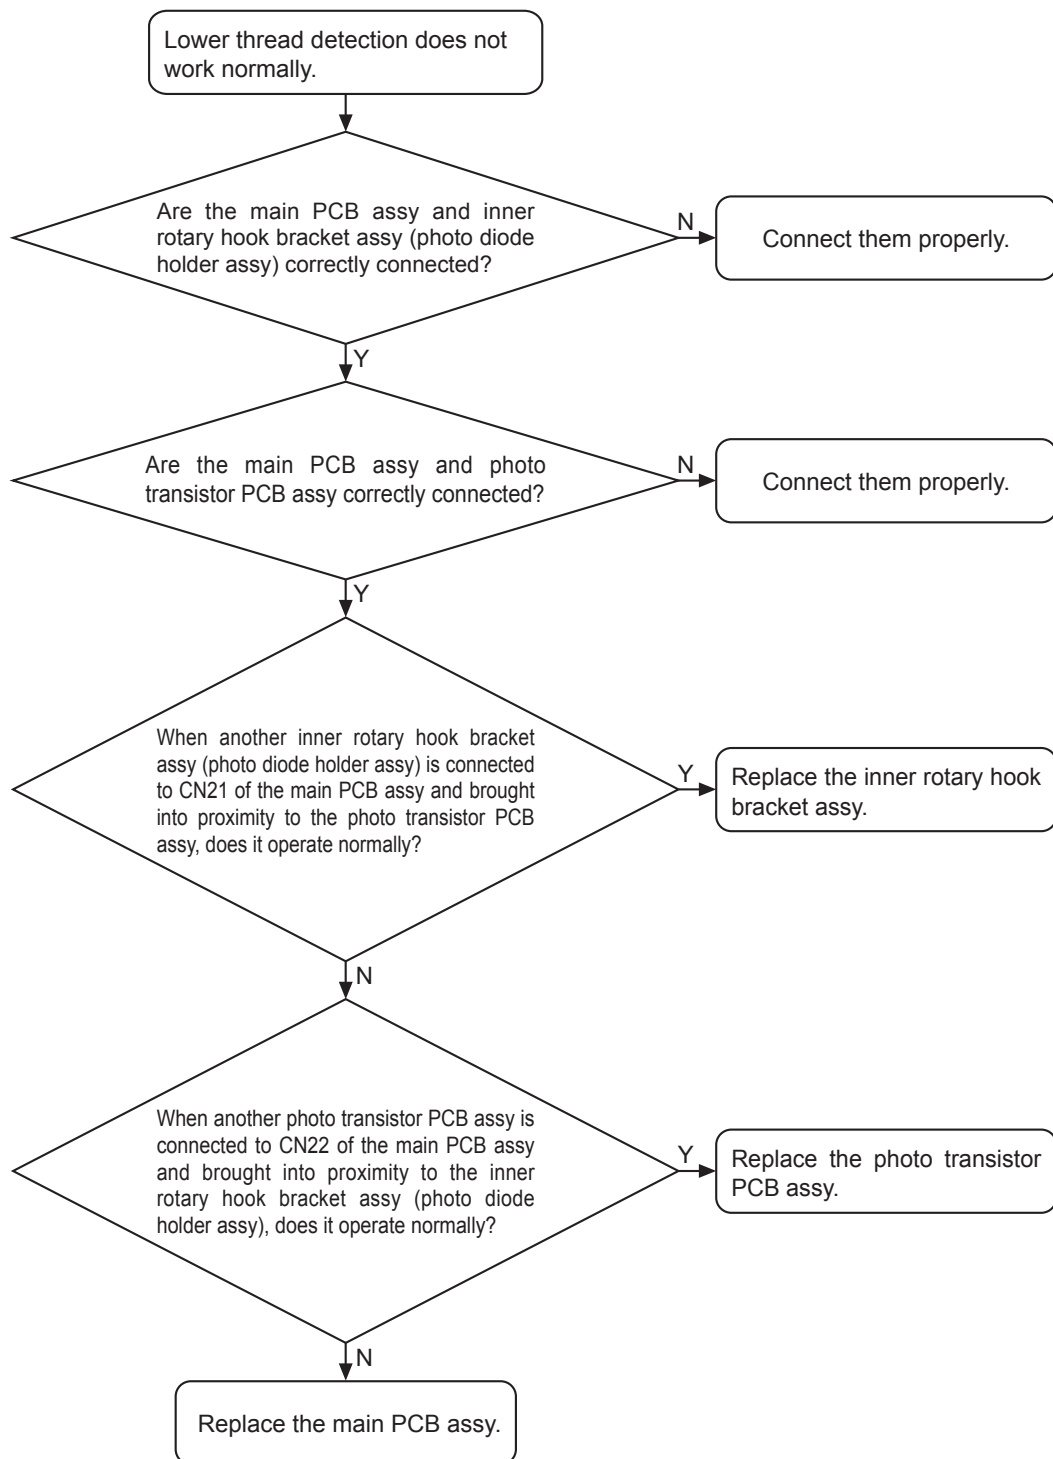 Lower thread detection does not
work normally.
Are the main PCB assy and inner
rotary hook bracket assy (photo diode
holder assy) correctly connected?
N
Connect them properly.
Y
Are the main PCB assy and photo
transistor PCB assy correctly connected?
N
Connect them properly.
Y
When another inner rotary hook bracket
assy (photo diode holder assy) is connected
to CN21 of the main PCB assy and brought
into proximity to the photo transistor PCB
assy, does it operate normally?
Y
Replace the inner rotary hook
bracket assy.
N
When another photo transistor PCB assy is
connected to CN22 of the main PCB assy
and brought into proximity to the inner
rotary hook bracket assy (photo diode
holder assy), does it operate normally?
Y
Replace the photo transistor
PCB assy.
N
Replace the main PCB assy.